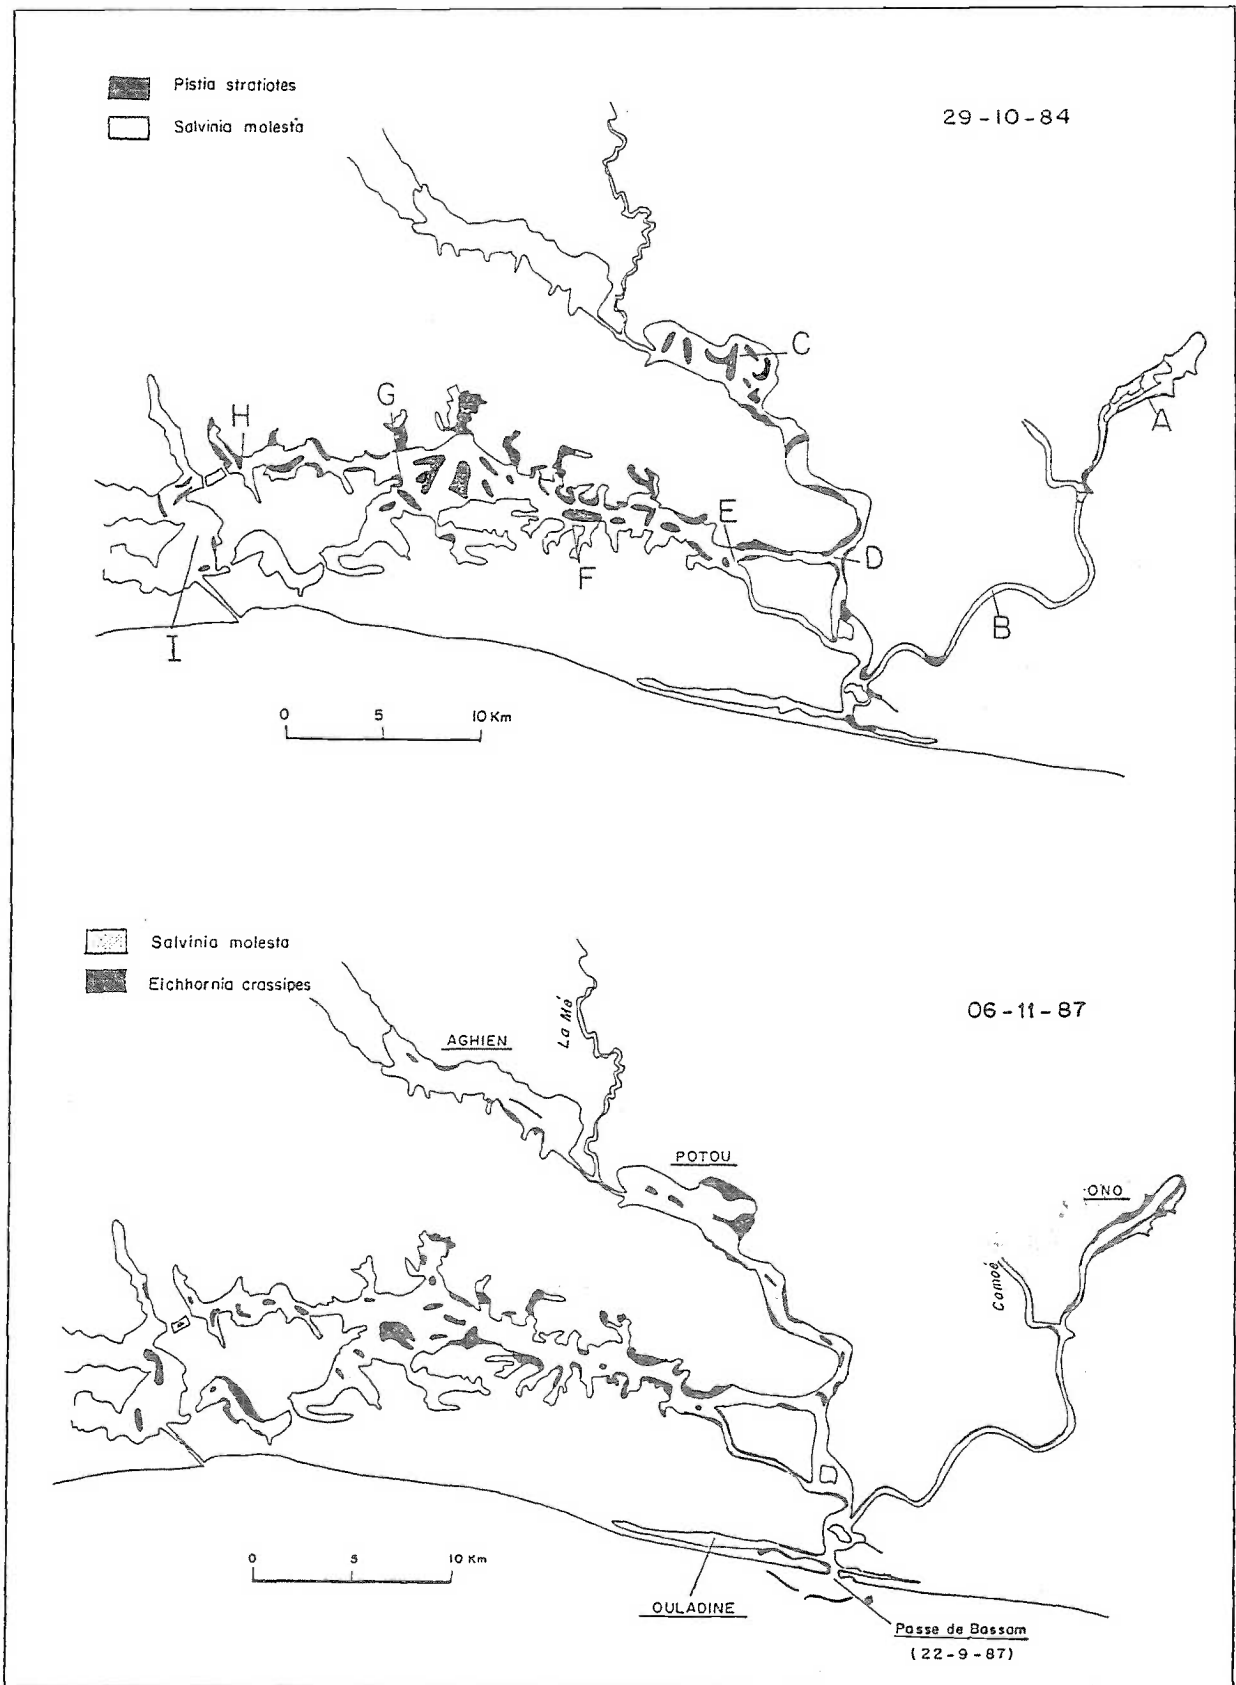 Pistia stratiotes
Salvinia molesta
29-10-84
C
A
G
H
E
D
F
B
I
0 5 10 Km
Salvinia molesta
Eichhornia crassipes
06-11-87
La Mé
AGHIEN
POTOU
ONO
Comoé
0 5 10 Km
OULADINE
Passe de Bassam
(22-9-87)